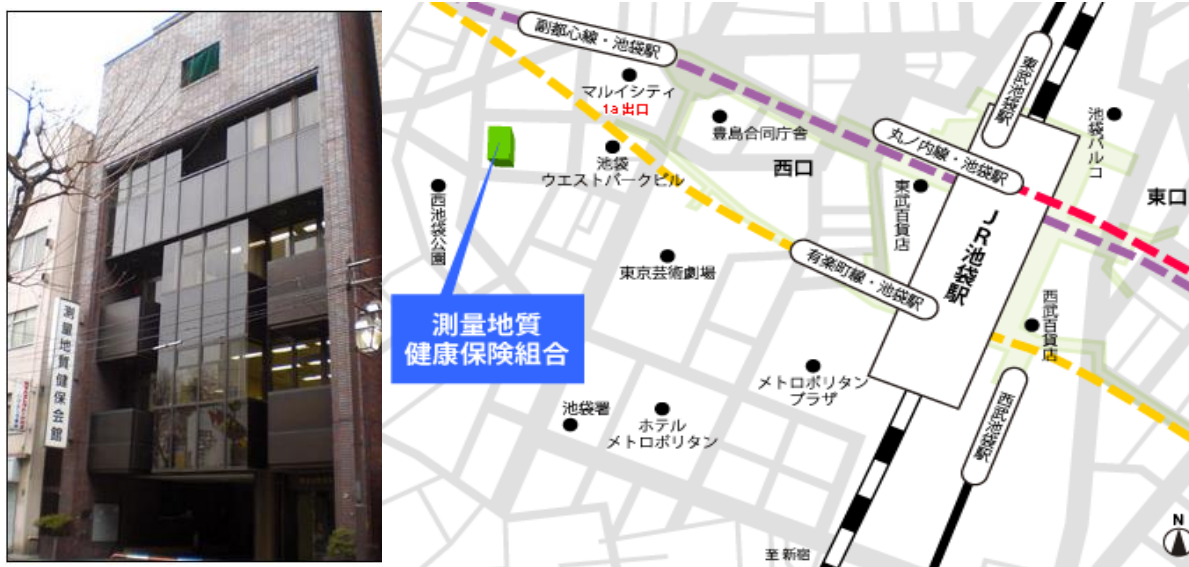 測量地質健保会館
副都心線・池袋駅
マルイシティ
1a 出口
豊島合同庁舎
池袋
ウエストパークビル
西口
西池袋公園
東武池袋駅
池袋パルコ
丸ノ内線・池袋駅
東武百貨店
東口
JR池袋駅
東京芸術劇場
有楽町線・池袋駅
測量地質
健康保険組合
西武百貨店
メトロポリタン
プラザ
池袋署
ホテル
メトロポリタン
西武池袋駅
至 新宿
N